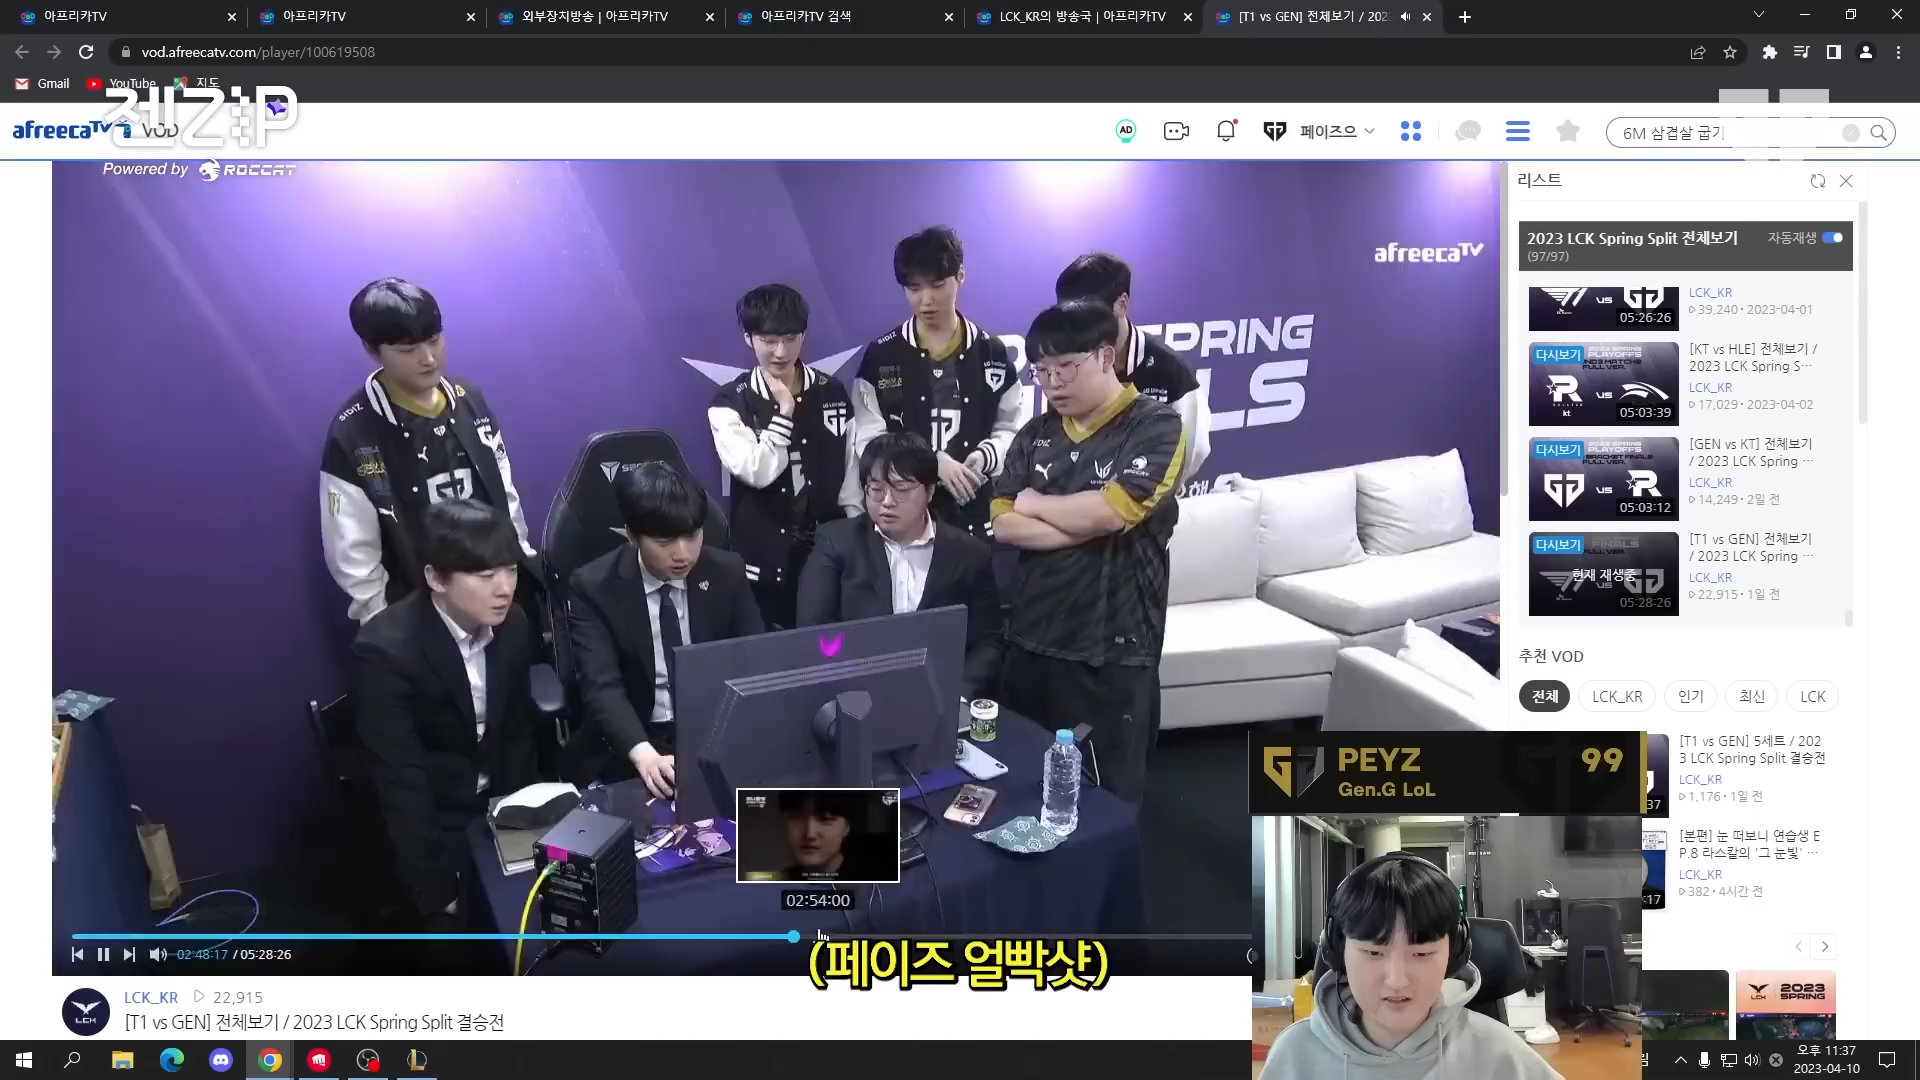 아프리카TV
아프리카TV
외부장치방송 | 아프리카TV
아프리카TV 검색
LCK_KR의 방송국 | 아프리카TV
[T1 vs GEN] 전체보기 / 202
vod.afreecatv.com/player/100619508
Gmail
YouTube
지도
젠ZIP
afreecaTV VOD
Powered by ROCCAT
AD
페이즈으
6M 삼겹살 굽기
afreecaTV
SPRING
리스트
2023 LCK Spring Split 전체보기
자동재생
(97/97)
VS
05:26:26
LCK_KR
39,240 · 2023-04-01
다시보기
kt
VS
05:03:39
[KT vs HLE] 전체보기 /
2023 LCK Spring S…
LCK_KR
17,029 · 2023-04-02
다시보기
VS
05:03:12
[GEN vs KT] 전체보기
/ 2023 LCK Spring …
LCK_KR
14,249 · 2일 전
다시보기
현재 재생중
05:28:26
[T1 vs GEN] 전체보기
/ 2023 LCK Spring …
LCK_KR
22,915 · 1일 전
추천 VOD
전체
LCK_KR
인기
최신
LCK
[T1 vs GEN] 5세트 / 202
3 LCK Spring Split 결승전
LCK_KR
1,176 · 1일 전
[본편] 눈 떠보니 연습생 E
P.8 라스칼의 '그 눈빛' …
LCK_KR
382 · 4시간 전
PEYZ
99
Gen.G LoL
02:54:00
02:48:17 / 05:28:26
(페이즈 얼빡샷)
LCK
LCK_KR
22,915
[T1 vs GEN] 전체보기 / 2023 LCK Spring Split 결승전
2023
SPRING
오후 11:37
2023-04-10